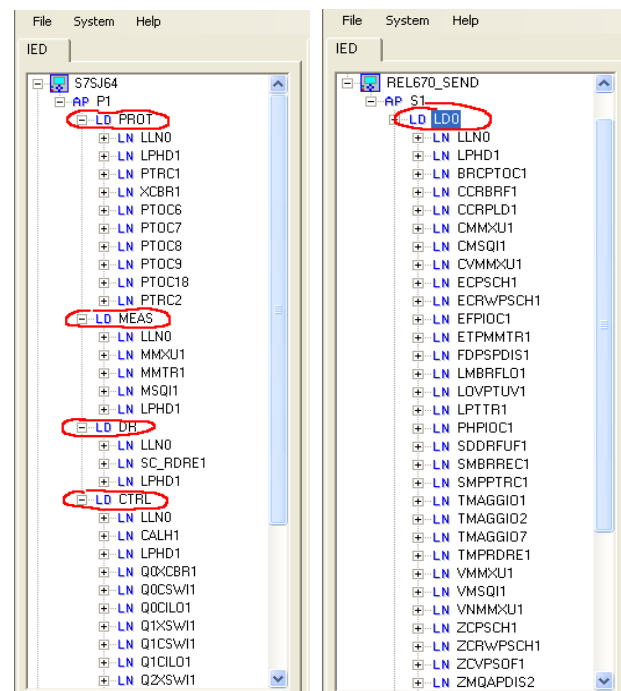 File System Help
IED
S7SJ64
AP P1
LD PROT
LN LLN0
LN LPHD1
LN PTRC1
LN XCBR1
LN PTOC6
LN PTOC7
LN PTOC8
LN PTOC9
LN PTOC18
LN PTRC2
LD MEAS
LN LLN0
LN MMXU1
LN MMTR1
LN MSQI1
LN LPHD1
LD DR
LN LLN0
LN SC_RDRE1
LN LPHD1
LD CTRL
LN LLN0
LN CALH1
LN LPHD1
LN Q0XCBR1
LN Q0CSWI1
LN Q0CILO1
LN Q1XSWI1
LN Q1CSWI1
LN Q1CILO1
LN Q2XSWI1
File System Help
IED
REL670_SEND
AP S1
LD LD0
LN LLN0
LN LPHD1
LN BRCPTOC1
LN CCRBRF1
LN CCRPLD1
LN CMMXU1
LN CMSQI1
LN CVMMXU1
LN ECPSCH1
LN ECRWPSCH1
LN EFPIOC1
LN ETPMMTR1
LN FDPSPDIS1
LN LMBRFLO1
LN LOVPTUV1
LN LPTTR1
LN PHPIOC1
LN SDDRFUF1
LN SMBRREC1
LN SMPPTRC1
LN TMAGGIO1
LN TMAGGIO2
LN TMAGGIO7
LN TMPRDRE1
LN VMMXU1
LN VMSQI1
LN VNMMXU1
LN ZCPSCH1
LN ZCRWPSCH1
LN ZCVPSOF1
LN ZMQAPDIS2